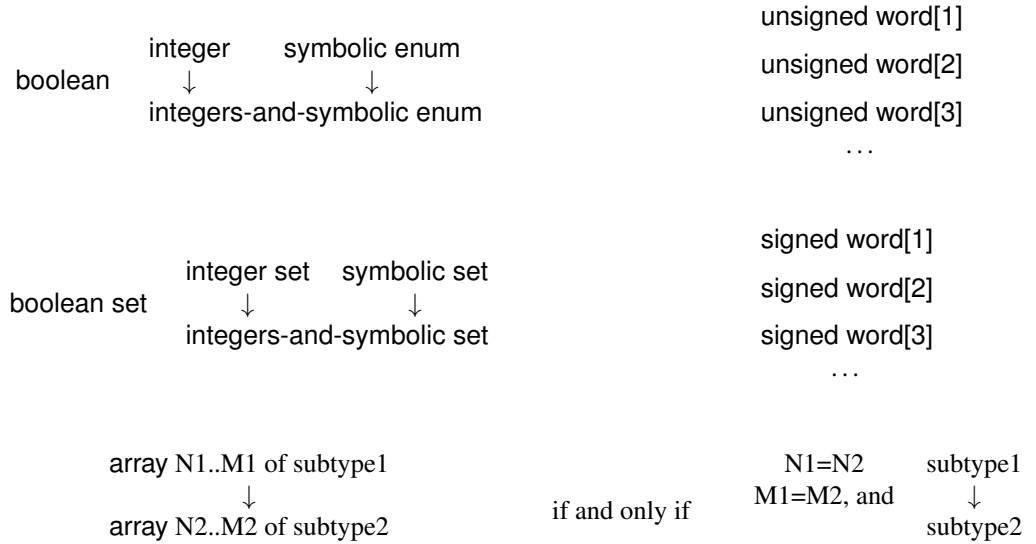 unsigned word[1]
integer symbolic enum
unsigned word[2]
boolean ↓ ↓
integers-and-symbolic enum unsigned word[3]
...
signed word[1]
integer set symbolic set
signed word[2]
boolean set ↓ ↓
integers-and-symbolic set signed word[3]
...
array N1..M1 of subtype1 N1=N2 subtype1
↓ if and only if M1=M2, and ↓
array N2..M2 of subtype2 subtype2